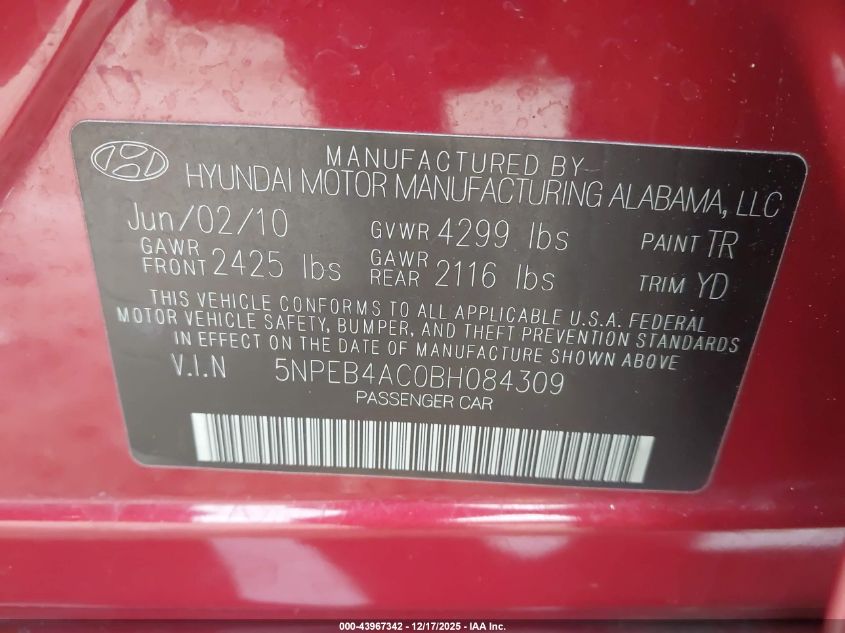 MANUFACTURED BY
HYUNDAI MOTOR MANUFACTURING ALABAMA, LLC
Jun/02/10 GVWR 4299 lbs PAINT TR
GAWR FRONT 2425 lbs GAWR REAR 2116 lbs TRIM YD
THIS VEHICLE CONFORMS TO ALL APPLICABLE U.S.A. FEDERAL
MOTOR VEHICLE SAFETY, BUMPER, AND THEFT PREVENTION STANDARDS
IN EFFECT ON THE DATE OF MANUFACTURE SHOWN ABOVE
V.I.N 5NPEB4AC0BH084309
PASSENGER CAR
000-43967342 - 12/17/2025 - IAA Inc.